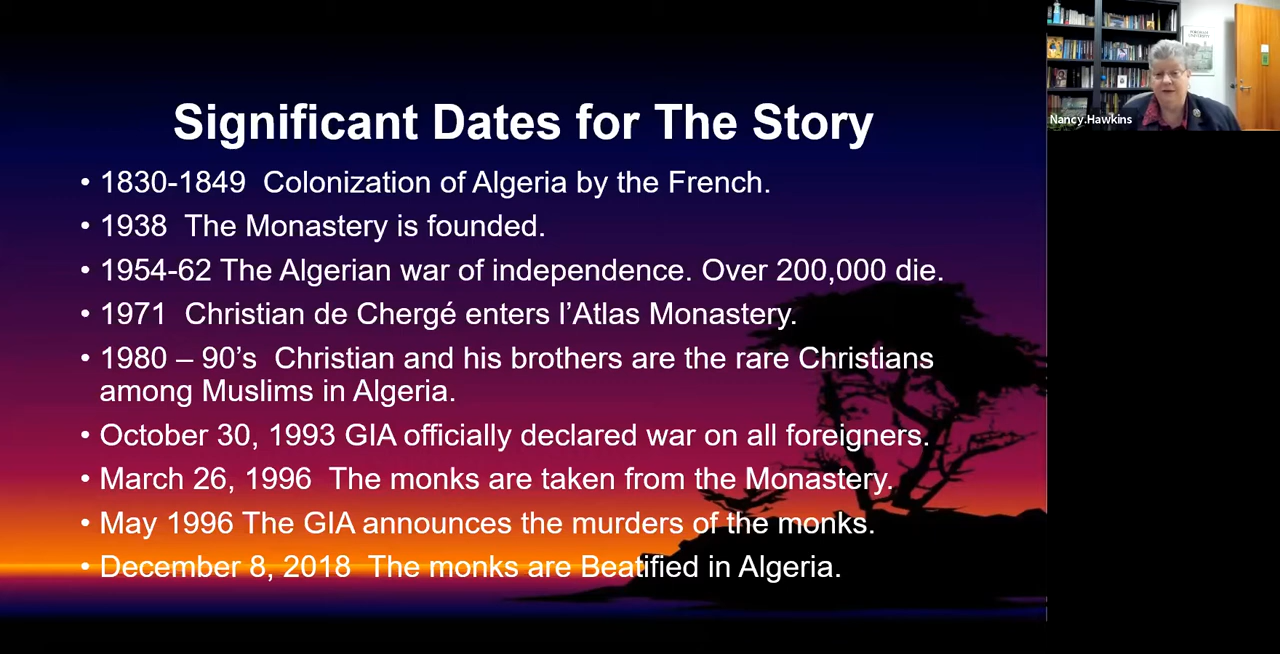 Significant Dates for The Story
• 1830-1849 Colonization of Algeria by the French.
• 1938 The Monastery is founded.
• 1954-62 The Algerian war of independence. Over 200,000 die.
• 1971 Christian de Chergé enters l’Atlas Monastery.
• 1980 – 90’s Christian and his brothers are the rare Christians
among Muslims in Algeria.
• October 30, 1993 GIA officially declared war on all foreigners.
• March 26, 1996 The monks are taken from the Monastery.
• May 1996 The GIA announces the murders of the monks.
• December 8, 2018 The monks are Beatified in Algeria.
Nancy.Hawkins